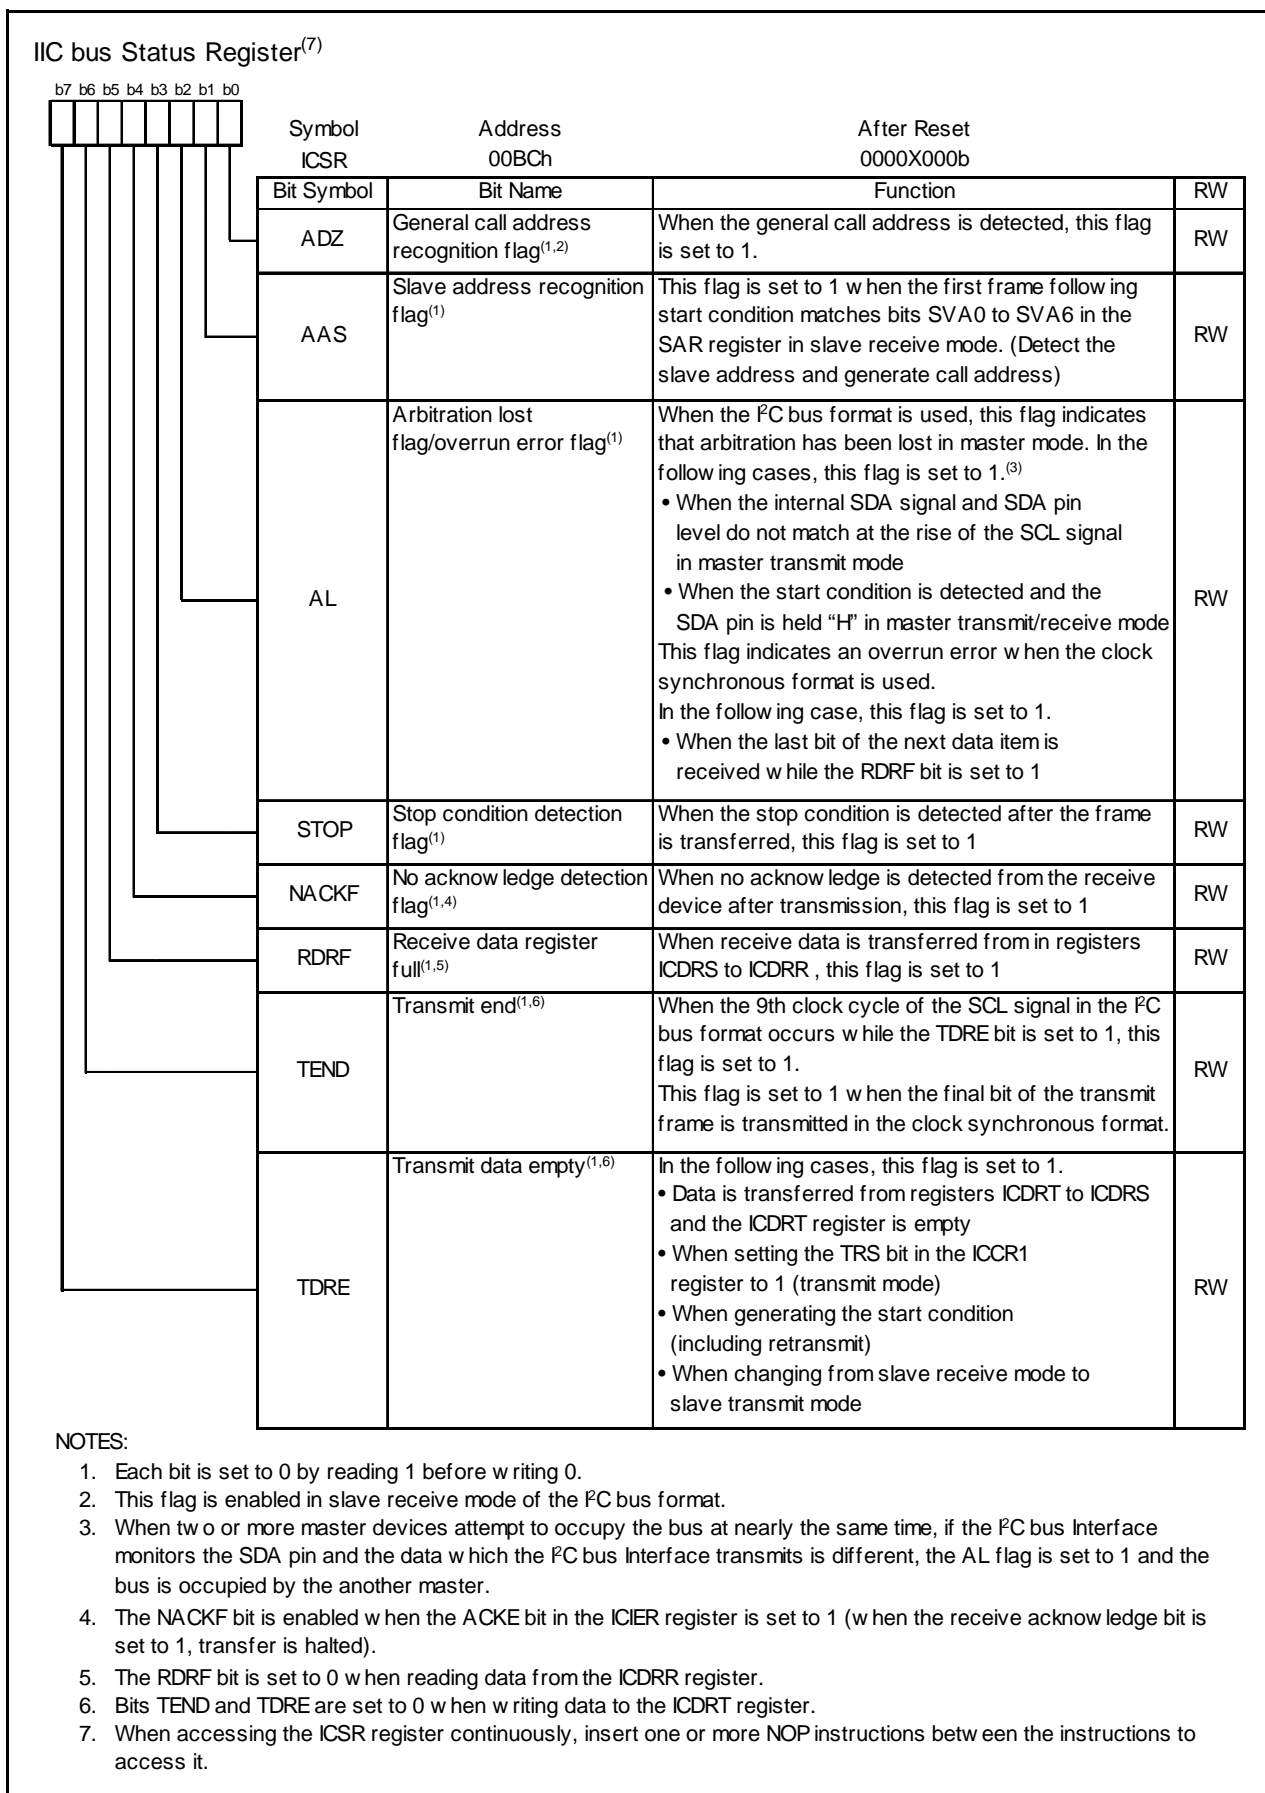 IIC bus Status Register(7)
b7 b6 b5 b4 b3 b2 b1 b0
Symbol Address After Reset
ICSR 00BCh 0000X000b
Bit Symbol Bit Name Function RW
ADZ
General call address
recognition flag(1,2)
When the general call address is detected, this flag
is set to 1.
RW
AAS
Slave address recognition
flag(1)
This flag is set to 1 when the first frame following
start condition matches bits SVA0 to SVA6 in the
SAR register in slave receive mode. (Detect the
slave address and generate call address)
RW
AL
Arbitration lost
flag/overrun error flag(1)
When the I2C bus format is used, this flag indicates
that arbitration has been lost in master mode. In the
following cases, this flag is set to 1.(3)
• When the internal SDA signal and SDA pin
level do not match at the rise of the SCL signal
in master transmit mode
• When the start condition is detected and the
SDA pin is held “H” in master transmit/receive mode
This flag indicates an overrun error when the clock
synchronous format is used.
In the following case, this flag is set to 1.
• When the last bit of the next data item is
received while the RDRF bit is set to 1
RW
STOP
Stop condition detection
flag(1)
When the stop condition is detected after the frame
is transferred, this flag is set to 1
RW
NACKF
No acknowledge detection
flag(1,4)
When no acknowledge is detected from the receive
device after transmission, this flag is set to 1
RW
RDRF
Receive data register
full(1,5)
When receive data is transferred from in registers
ICDRS to ICDRR , this flag is set to 1
RW
TEND
Transmit end(1,6)
When the 9th clock cycle of the SCL signal in the I2C
bus format occurs while the TDRE bit is set to 1, this
flag is set to 1.
This flag is set to 1 when the final bit of the transmit
frame is transmitted in the clock synchronous format.
RW
TDRE
Transmit data empty(1,6)
In the following cases, this flag is set to 1.
• Data is transferred from registers ICDRT to ICDRS
and the ICDRT register is empty
• When setting the TRS bit in the ICCR1
register to 1 (transmit mode)
• When generating the start condition
(including retransmit)
• When changing from slave receive mode to
slave transmit mode
RW
NOTES:
1. Each bit is set to 0 by reading 1 before writing 0.
2. This flag is enabled in slave receive mode of the I2C bus format.
3. When two or more master devices attempt to occupy the bus at nearly the same time, if the I2C bus Interface
monitors the SDA pin and the data which the I2C bus Interface transmits is different, the AL flag is set to 1 and the
bus is occupied by the another master.
4. The NACKF bit is enabled when the ACKE bit in the ICIER register is set to 1 (when the receive acknowledge bit is
set to 1, transfer is halted).
5. The RDRF bit is set to 0 when reading data from the ICDRR register.
6. Bits TEND and TDRE are set to 0 when writing data to the ICDRT register.
7. When accessing the ICSR register continuously, insert one or more NOP instructions between the instructions to
access it.